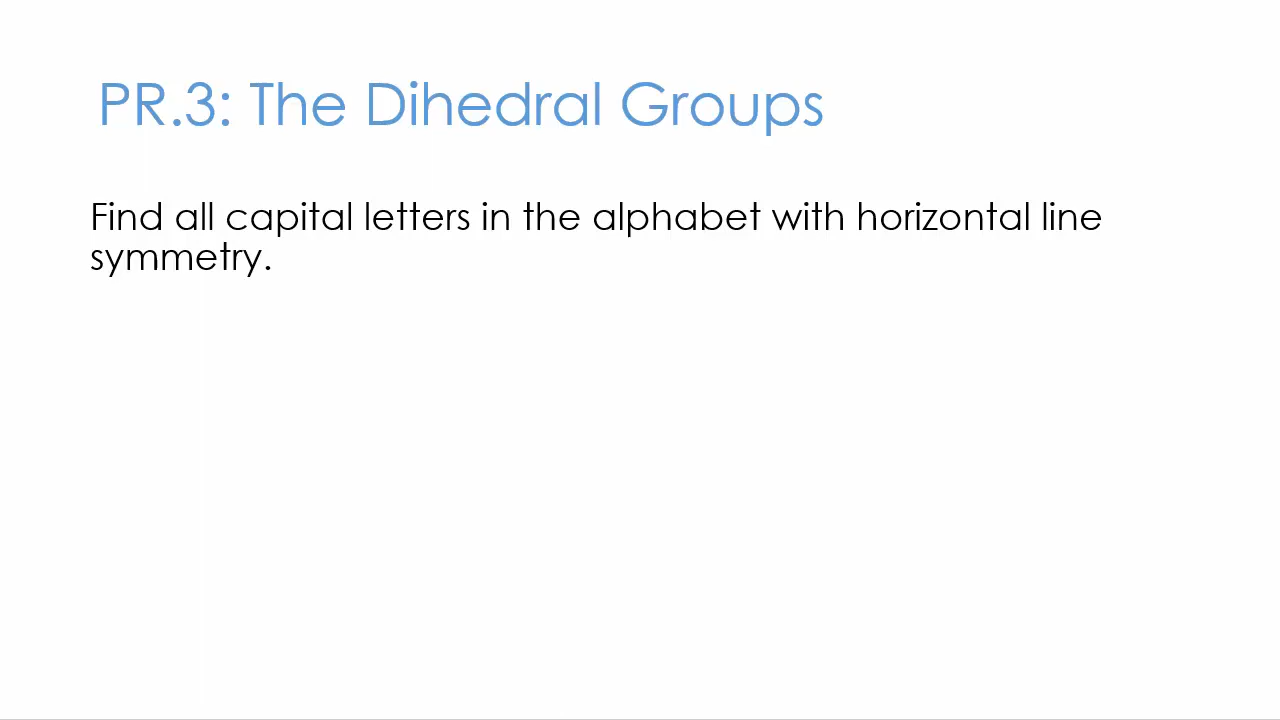 PR.3: The Dihedral Groups
Find all capital letters in the alphabet with horizontal line
symmetry.